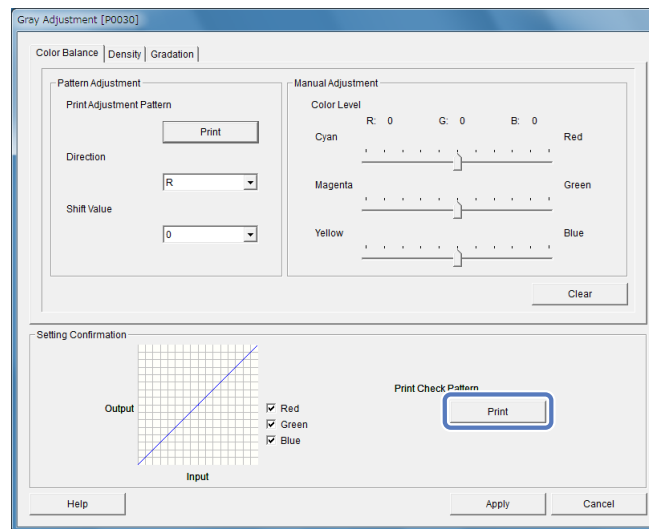 Gray Adjustment [P0030]
Color Balance Density Gradation
Pattern Adjustment
Print Adjustment Pattern
Print
Direction
R
Shift Value
0
Manual Adjustment
Color Level
R: 0 G: 0 B: 0
Cyan Red
Magenta Green
Yellow Blue
Clear
Setting Confirmation
Output
Input
Red
Green
Blue
Print Check Pattern
Print
Help Apply Cancel